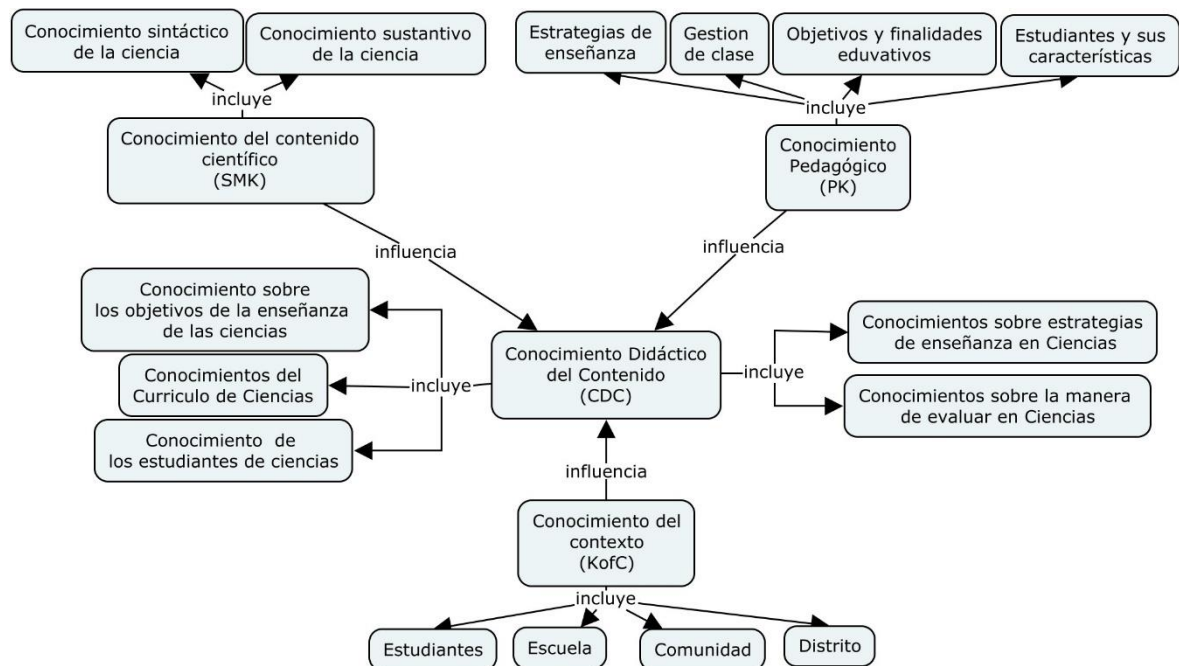 Conocimiento sintáctico
de la ciencia
Conocimiento sustantivo
de la ciencia
Estrategias de
enseñanza
Gestion
de clase
Objetivos y finalidades
eduvativos
Estudiantes y sus
características
incluye
incluye
Conocimiento del contenido
científico
(SMK)
Conocimiento
Pedagógico
(PK)
influencia
influencia
Conocimiento sobre
los objetivos de la enseñanza
de las ciencias
Conocimientos del
Curriculo de Ciencias
Conocimiento de
los estudiantes de ciencias
incluye
Conocimiento Didáctico
del Contenido
(CDC)
incluye
Conocimientos sobre estrategias
de enseñanza en Ciencias
Conocimientos sobre la manera
de evaluar en Ciencias
influencia
Conocimiento del
contexto
(KofC)
incluye
Estudiantes
Escuela
Comunidad
Distrito